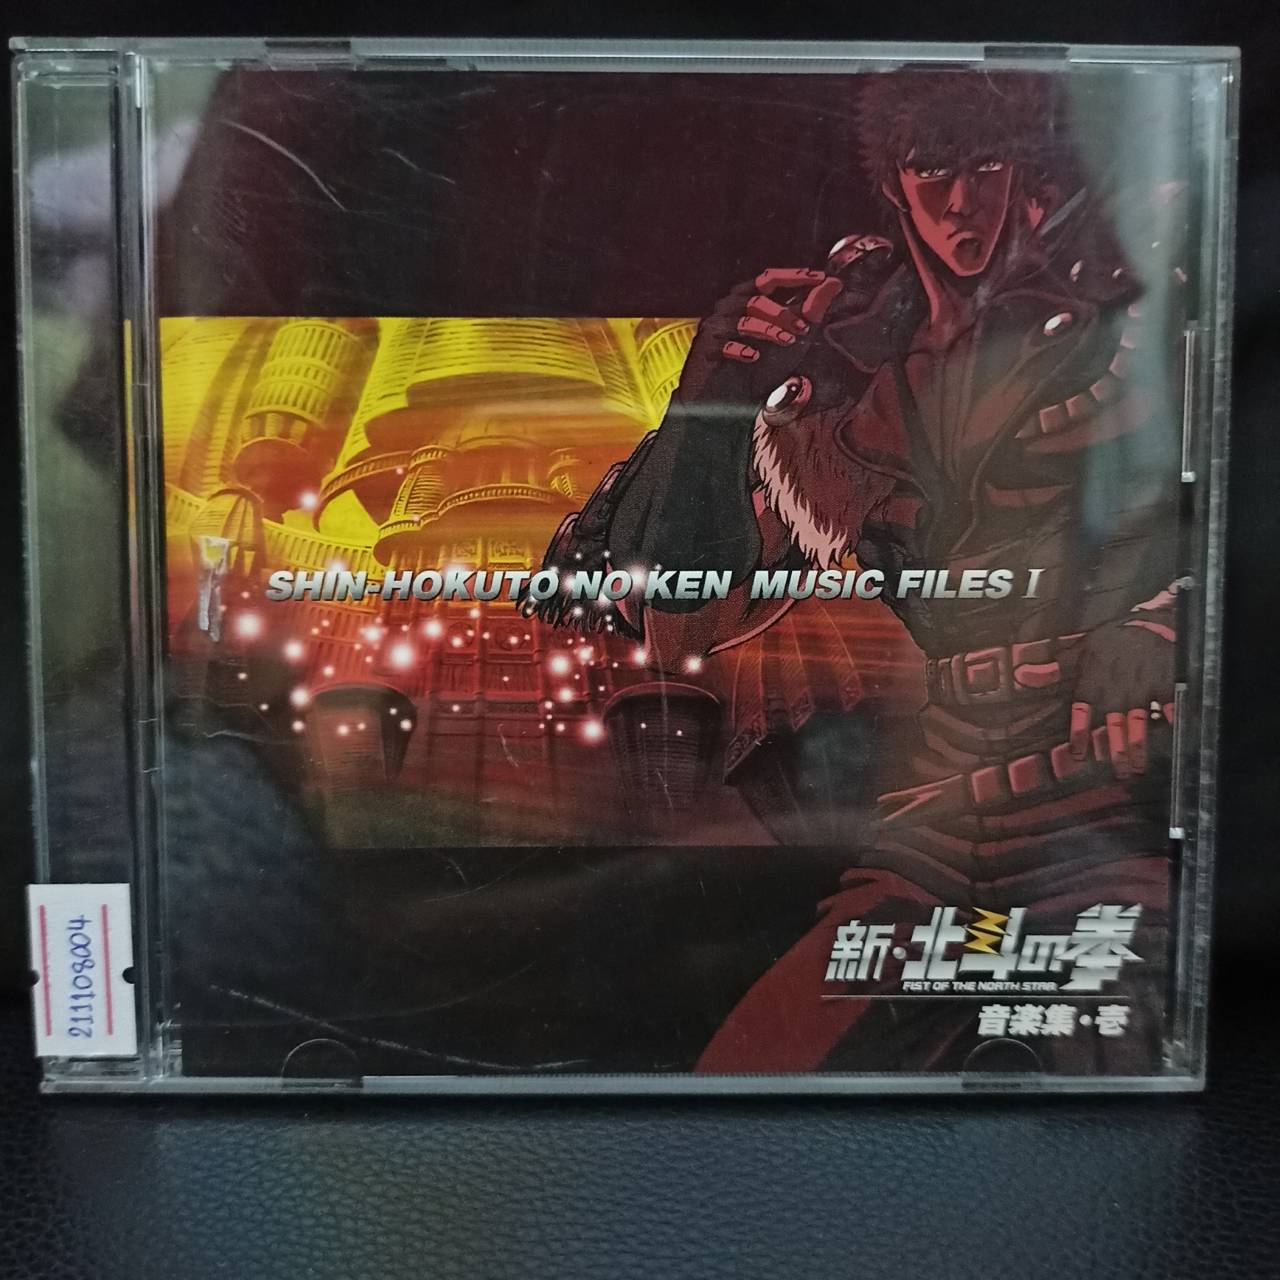 SHIN-HOKUTO NO KEN MUSIC FILES I
新・北斗の拳
FIST OF THE NORTH STAR
音楽集・壱
211108004